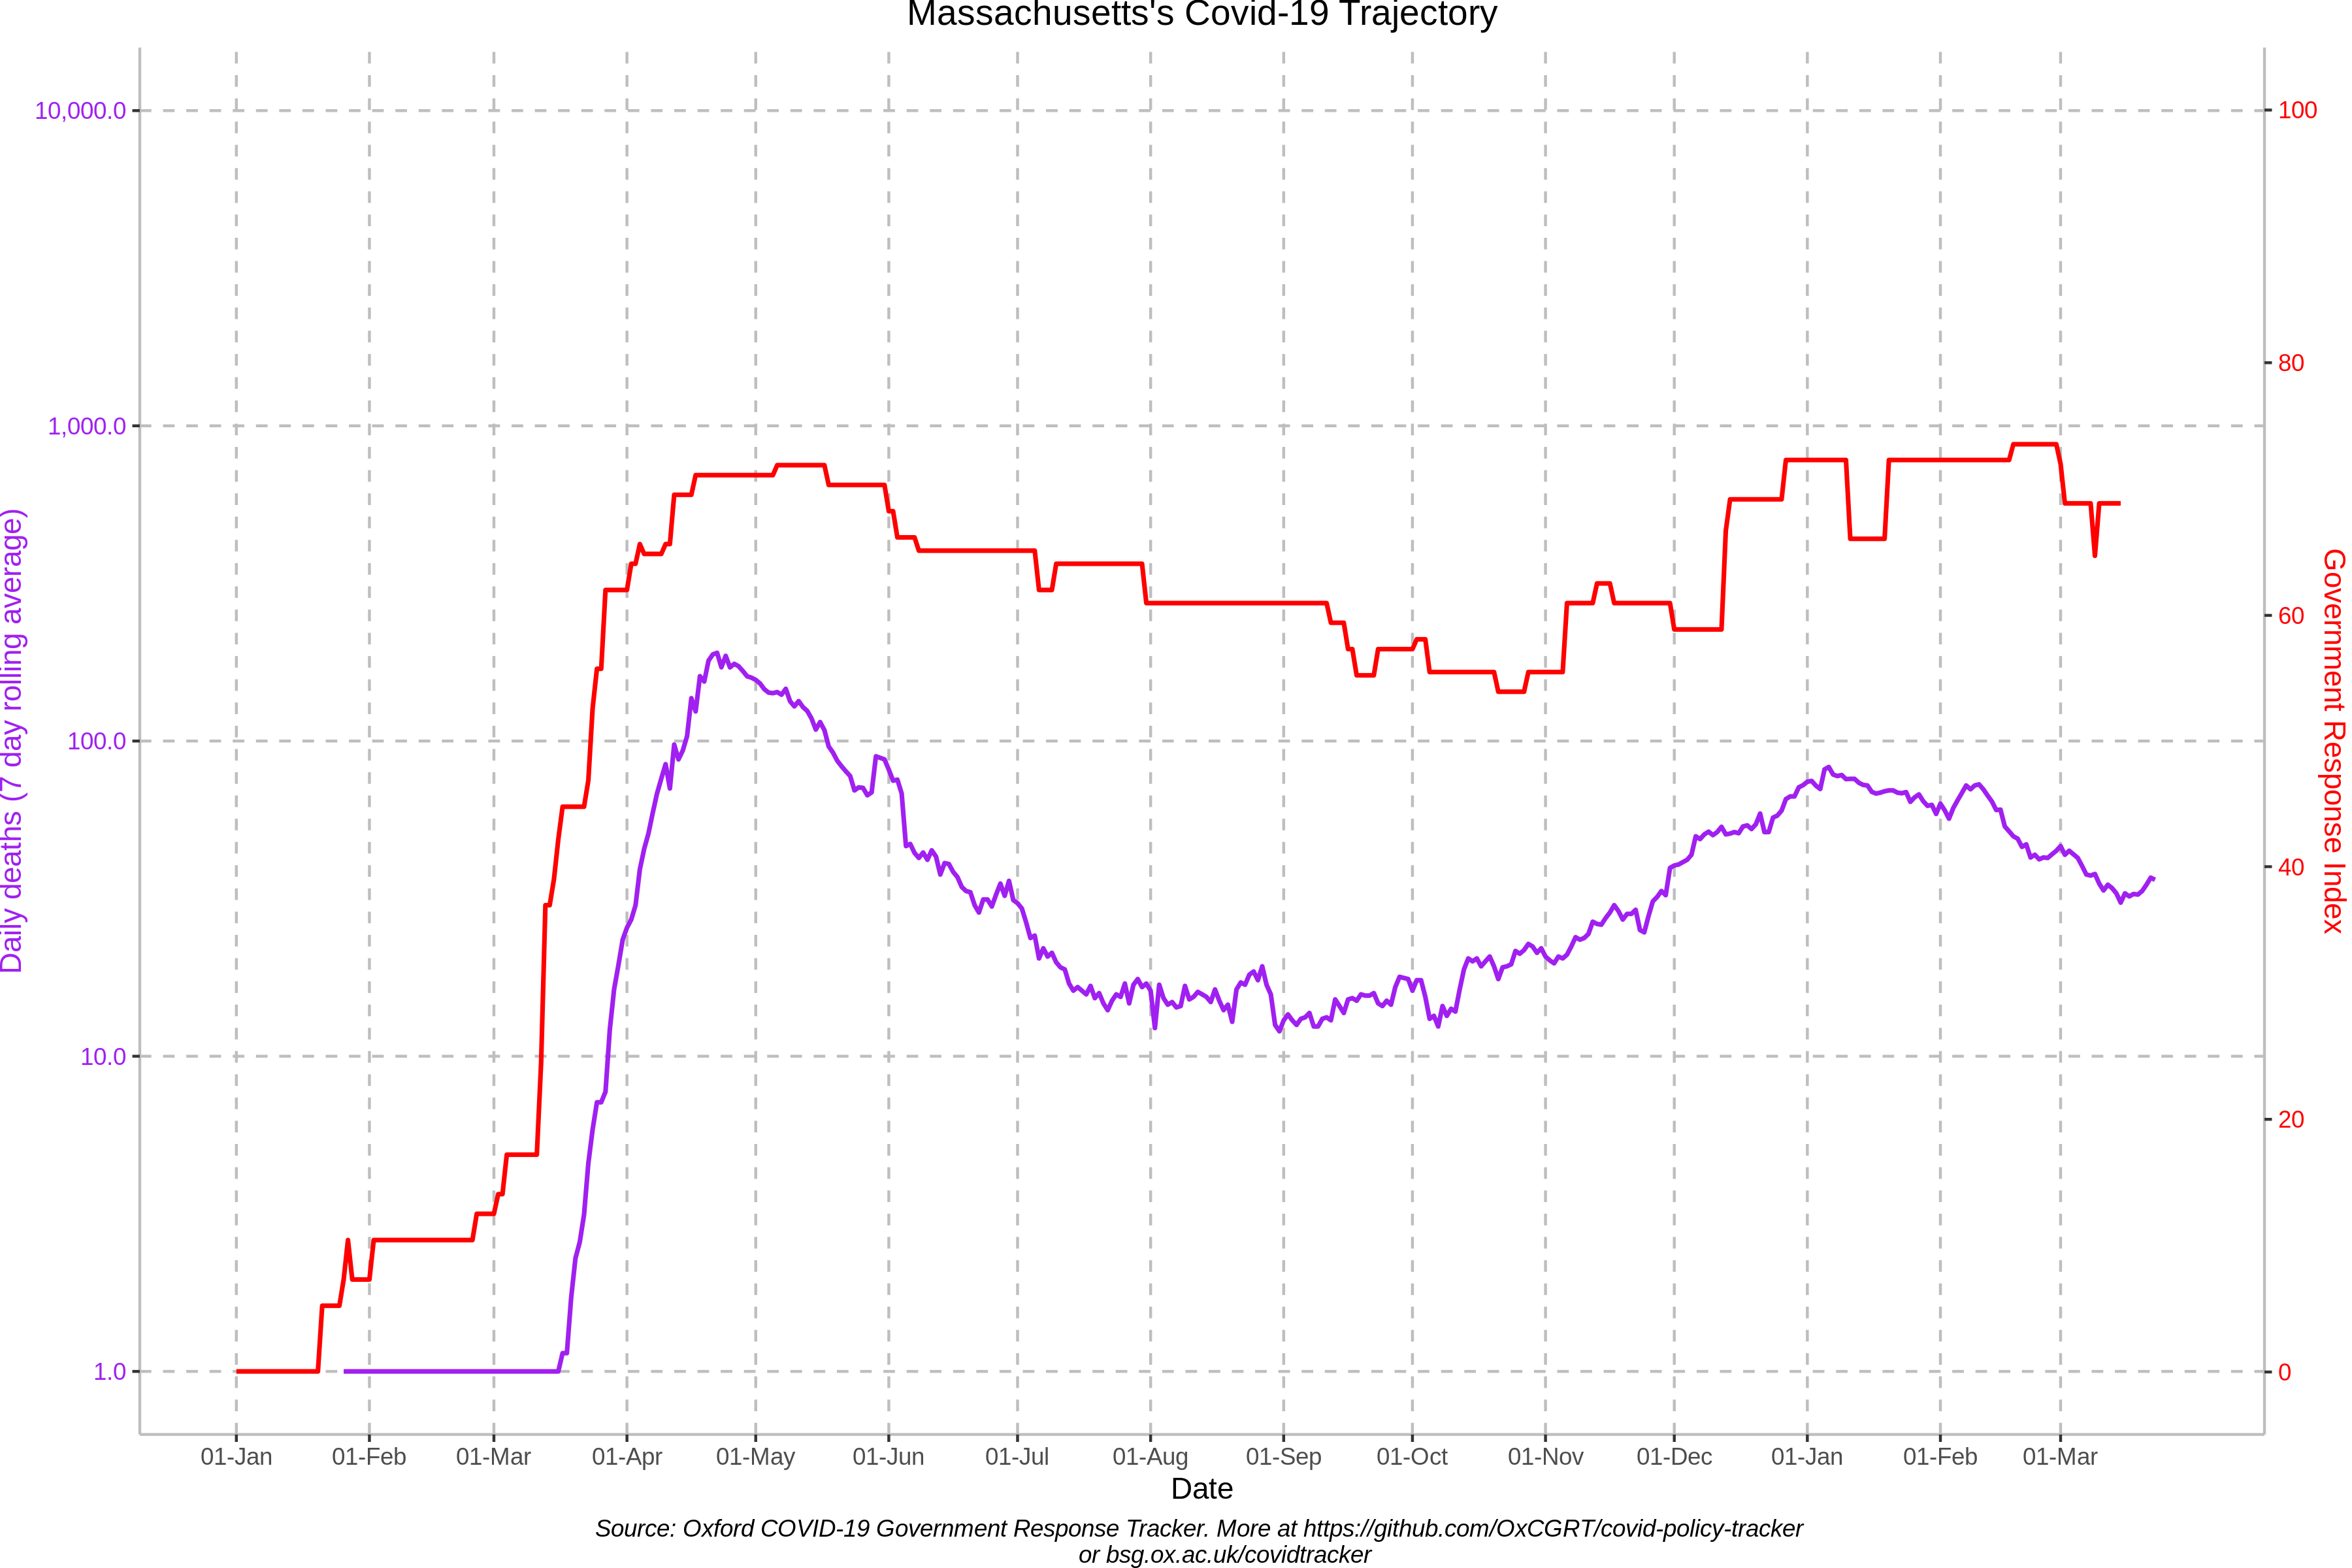 Massachusetts's Covid-19 Trajectory
10,000.0
1,000.0
100.0
10.0
1.0
Daily deaths (7 day rolling average)
100
80
60
40
20
0
Government Response Index
01-Jan 01-Feb 01-Mar 01-Apr 01-May 01-Jun 01-Jul 01-Aug 01-Sep 01-Oct 01-Nov 01-Dec 01-Jan 01-Feb 01-Mar
Date
Source: Oxford COVID-19 Government Response Tracker. More at https://github.com/OxCGRT/covid-policy-tracker
or bsg.ox.ac.uk/covidtracker